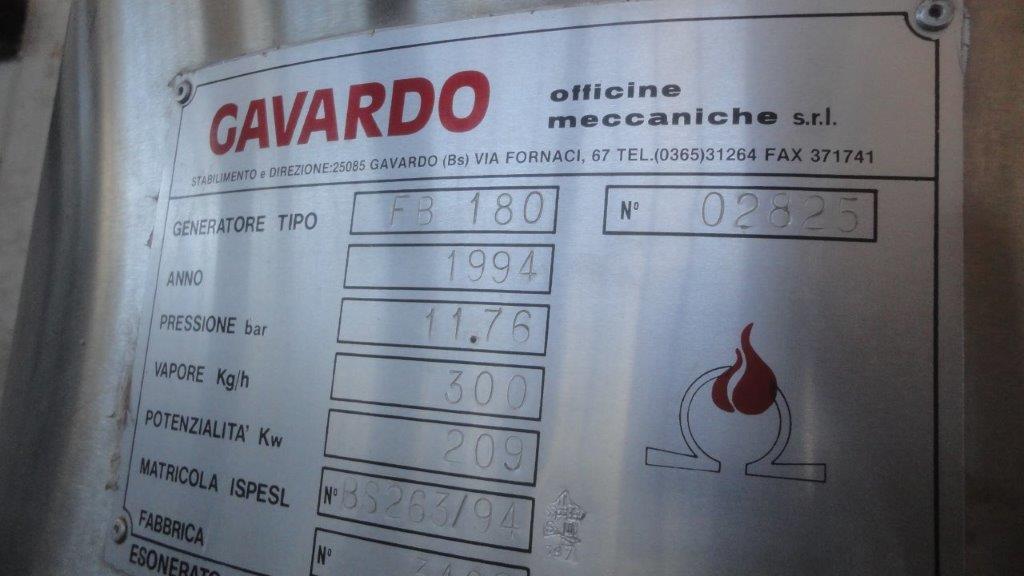 GAVARDO officine meccaniche s.r.l.
STABILIMENTO e DIREZIONE:25085 GAVARDO (Bs) VIA FORNACI, 67 TEL.(0365)31264 FAX 371741
GENERATORE TIPO FB 180 N° 02825
ANNO 1994
PRESSIONE bar 11.76
VAPORE Kg/h 300
POTENZIALITA' Kw 209
MATRICOLA ISPESL N° BS263/94
FABBRICA N°
ESONERATO